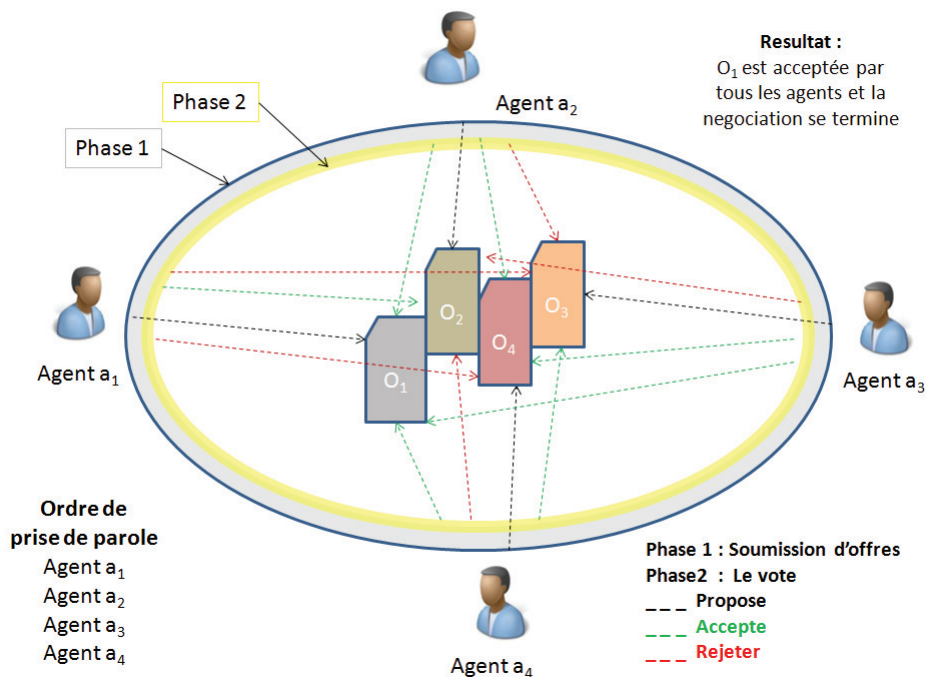 Resultat :
O₁ est acceptée par
tous les agents et la
negociation se termine
Phase 2
Phase 1
Agent a₂
Agent a₁
Agent a₃
O₃
O₂
O₄
O₁
Ordre de
prise de parole
Agent a₁
Agent a₂
Agent a₃
Agent a₄
Agent a₄
Phase 1 : Soumission d'offres
Phase2 : Le vote
_ _ _ Propose
_ _ _ Accepte
_ _ _ Rejeter